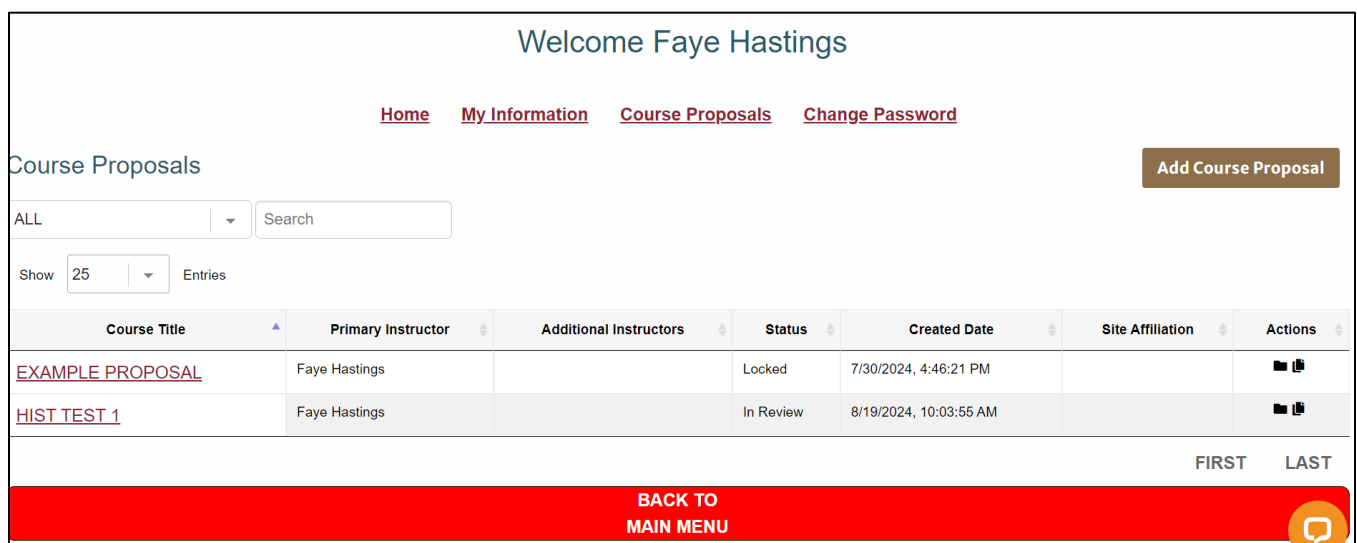 Welcome Faye Hastings
Home My Information Course Proposals Change Password
Course Proposals
Add Course Proposal
ALL Search
Show 25 Entries
Course Title Primary Instructor Additional Instructors Status Created Date Site Affiliation Actions
EXAMPLE PROPOSAL Faye Hastings Locked 7/30/2024, 4:46:21 PM
HIST TEST 1 Faye Hastings In Review 8/19/2024, 10:03:55 AM
FIRST LAST
BACK TO
MAIN MENU